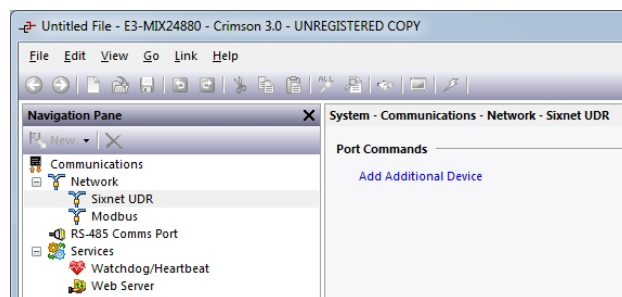 Untitled File - E3-MIX24880 - Crimson 3.0 - UNREGISTERED COPY
File Edit View Go Link Help
Navigation Pane
System - Communications - Network - Sixnet UDR
New
Port Commands
Communications
Add Additional Device
Network
Sixnet UDR
Modbus
RS-485 Comms Port
Services
Watchdog/Heartbeat
Web Server